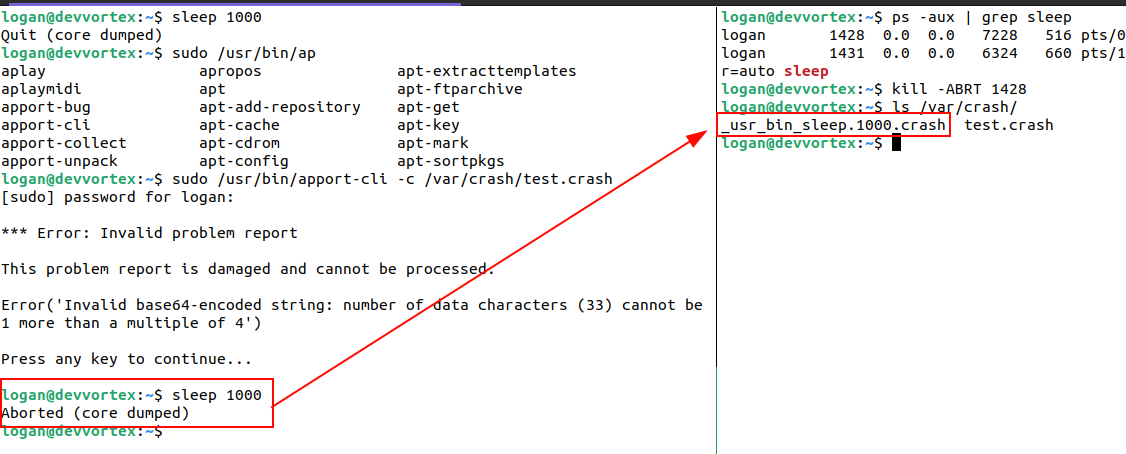 logan@devvortex:~$ sleep 1000
Quit (core dumped)
logan@devvortex:~$ sudo /usr/bin/ap
aplay apropos apt-extracttemplates
aplaymidi apt apt-ftparchive
apport-bug apt-add-repository apt-get
apport-cli apt-cache apt-key
apport-collect apt-cdrom apt-mark
apport-unpack apt-config apt-sortpkgs
logan@devvortex:~$ sudo /usr/bin/apport-cli -c /var/crash/test.crash
[sudo] password for logan:
*** Error: Invalid problem report
This problem report is damaged and cannot be processed.
Error('Invalid base64-encoded string: number of data characters (33) cannot be
1 more than a multiple of 4')
Press any key to continue...
logan@devvortex:~$ sleep 1000
Aborted (core dumped)
logan@devvortex:~$
logan@devvortex:~$ ps -aux | grep sleep
logan 1428 0.0 0.0 7228 516 pts/0
logan 1431 0.0 0.0 6324 660 pts/1
r=auto sleep
logan@devvortex:~$ kill -ABRT 1428
logan@devvortex:~$ ls /var/crash/
_usr_bin_sleep.1000.crash test.crash
logan@devvortex:~$